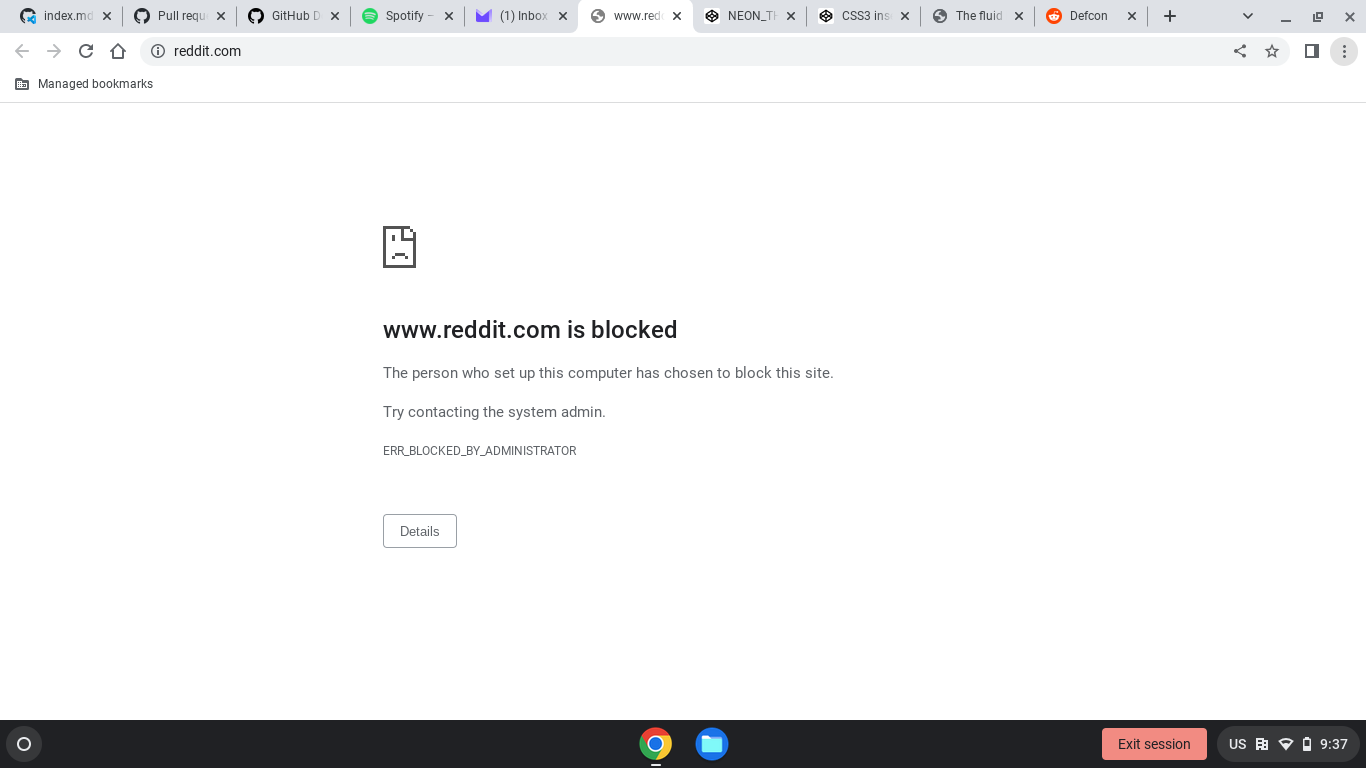 index.md
Pull requ
GitHub D
Spotify –
(1) Inbox
www.red
NEON_TH
CSS3 ins
The fluid
Defcon
reddit.com
Managed bookmarks
www.reddit.com is blocked
The person who set up this computer has chosen to block this site.
Try contacting the system admin.
ERR_BLOCKED_BY_ADMINISTRATOR
Details
Exit session
US
9:37